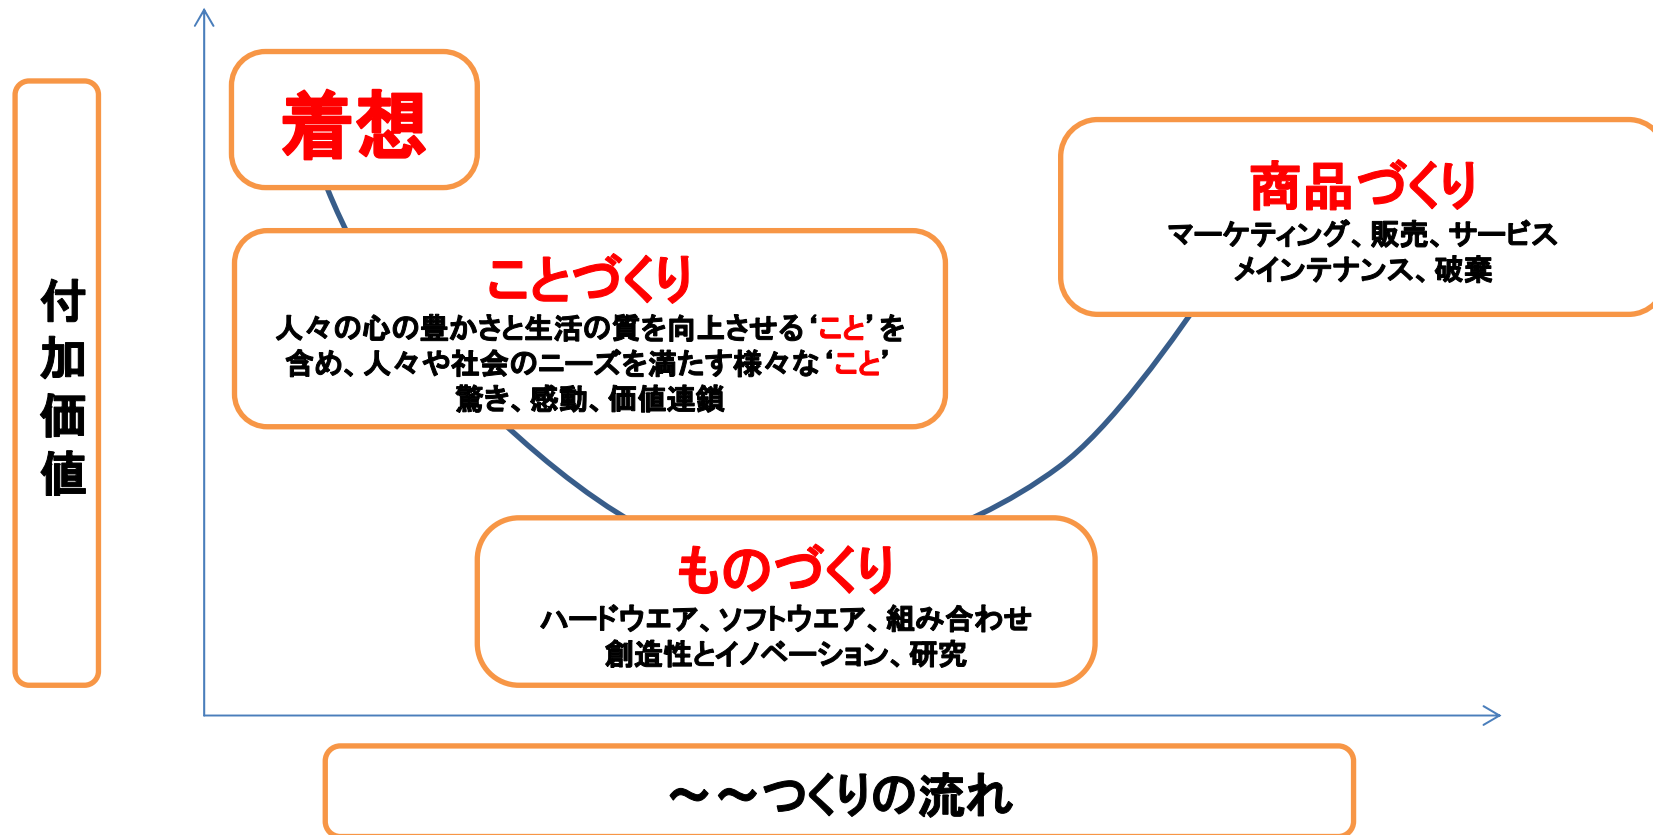 着想
付加価値
商品づくり
マーケティング、販売、サービス
メインテナンス、破棄
ことづくり
人々の心の豊かさと生活の質を向上させる‘こと’を
含め、人々や社会のニーズを満たす様々な‘こと’
驚き、感動、価値連鎖
ものづくり
ハードウエア、ソフトウエア、組み合わせ
創造性とイノベーション、研究
～～つくりの流れ